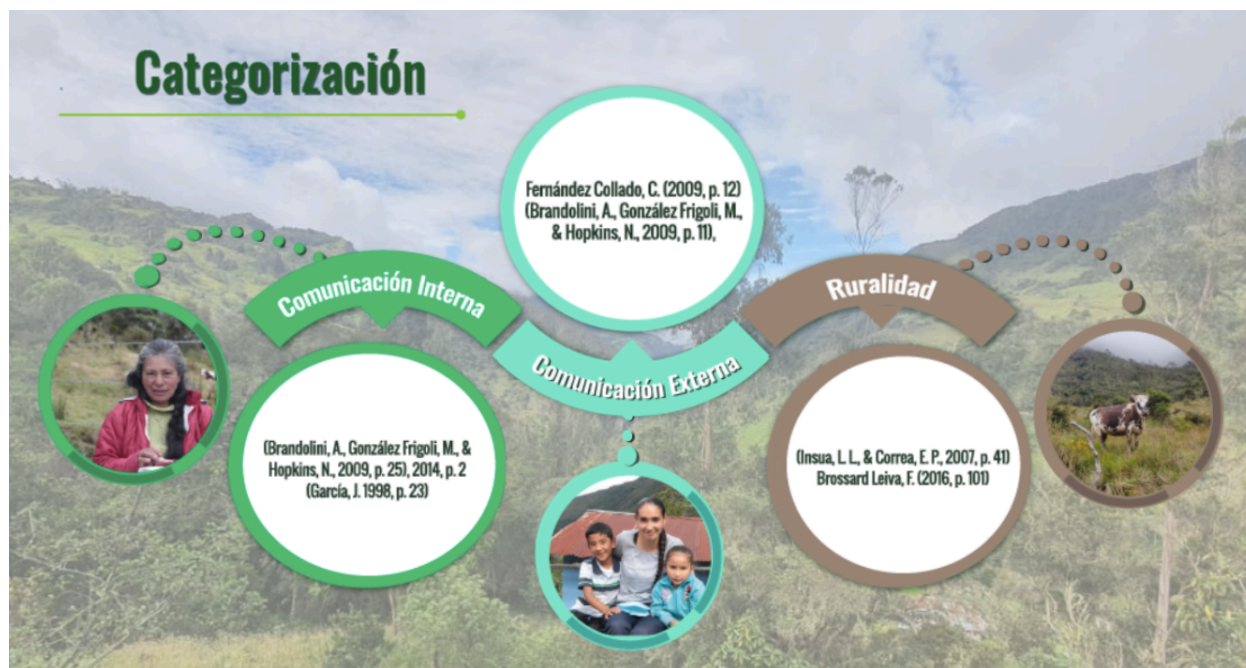 Categorización
Fernández Collado, C. (2009, p. 12)
(Brandolini, A., González Frigoli, M.,
& Hopkins, N., 2009, p. 11),
Comunicación Interna
Ruralidad
Comunicación Externa
(Brandolini, A., González Frigoli, M., &
Hopkins, N., 2009, p. 25), 2014, p. 2
(García, J. 1998, p. 23)
(Insua, L L., & Correa, E. P., 2007, p. 41)
Brossard Leiva, F. (2016, p. 101)